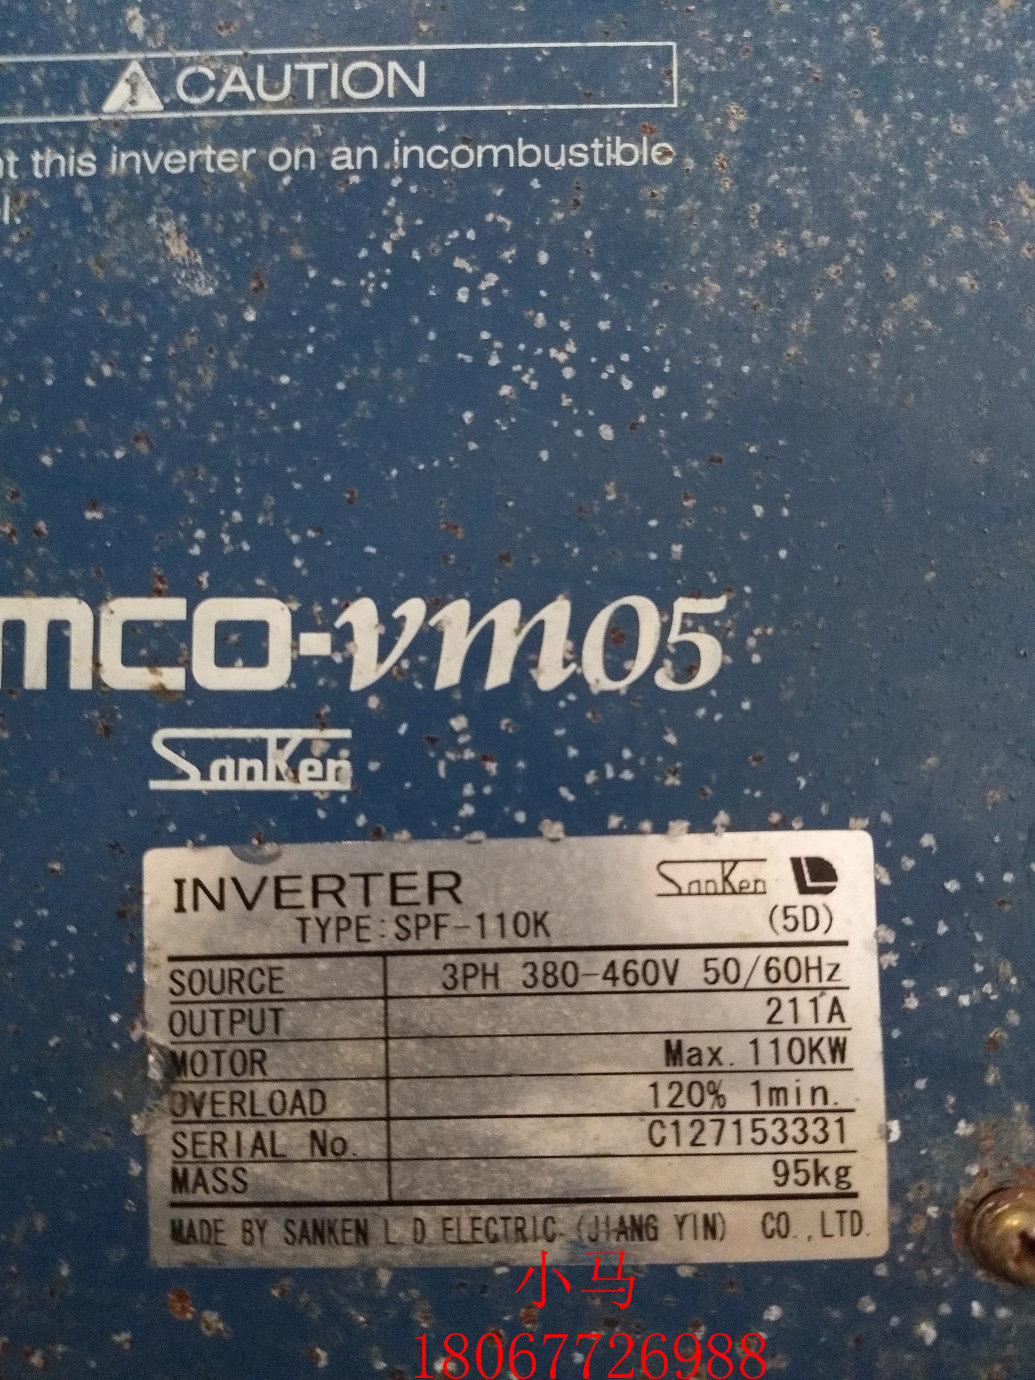 CAUTION
this inverter on an incombustible
MCO-vm05
SanKen
INVERTER SanKen
TYPE:SPF-110K (5D)
SOURCE 3PH 380-460V 50/60Hz
OUTPUT 211A
MOTOR Max. 110KW
OVERLOAD 120% 1min.
SERIAL No. C127153331
MASS 95kg
MADE BY SANKEN L D ELECTRIC (JIANG YIN) CO.,LTD.
小马
18067726988